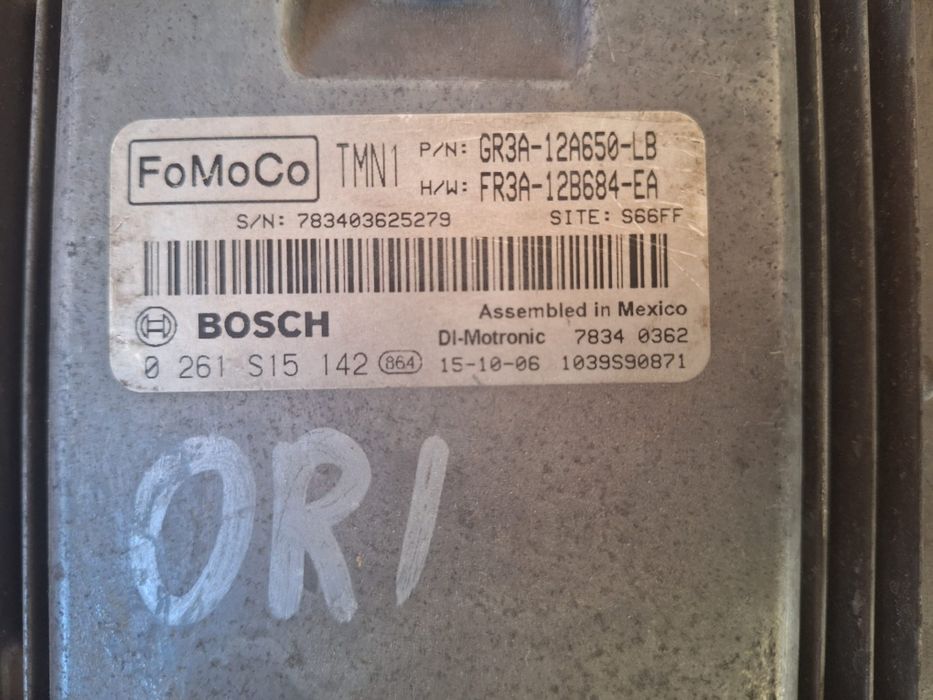 FoMoCo TMN1 P/N: GR3A-12A650-LB
H/W: FR3A-12B684-EA
S/N: 783403625279 SITE: S66FF
Assembled in Mexico
BOSCH DI-Motronic 7834 0362
0 261 S15 142 864 15-10-06 1039S90871
ORI